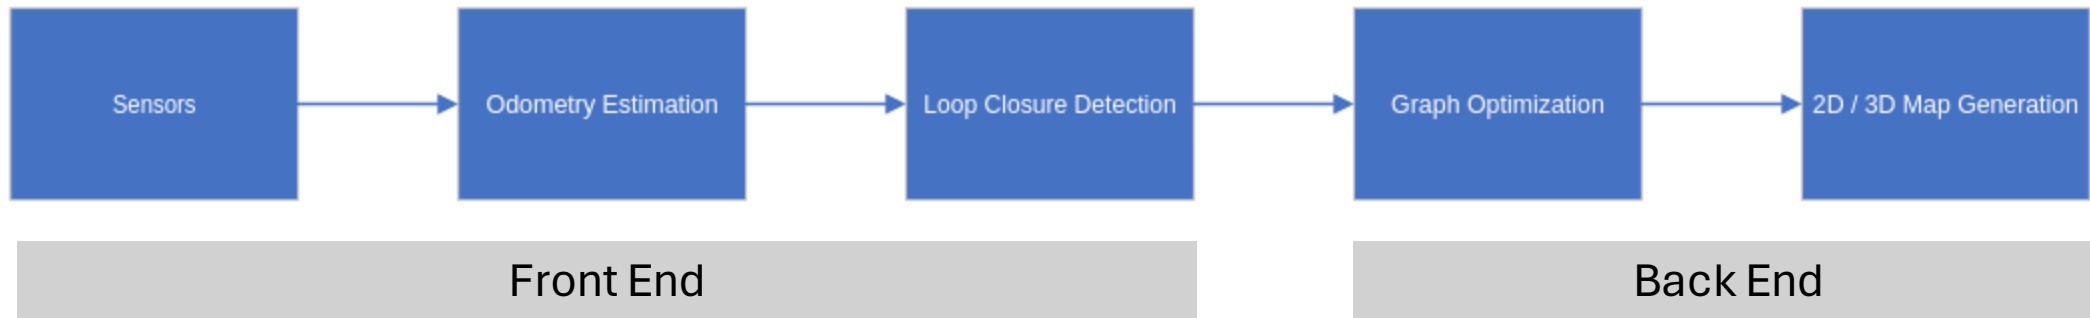 Sensors
Odometry Estimation
Loop Closure Detection
Graph Optimization
2D / 3D Map Generation
Front End
Back End